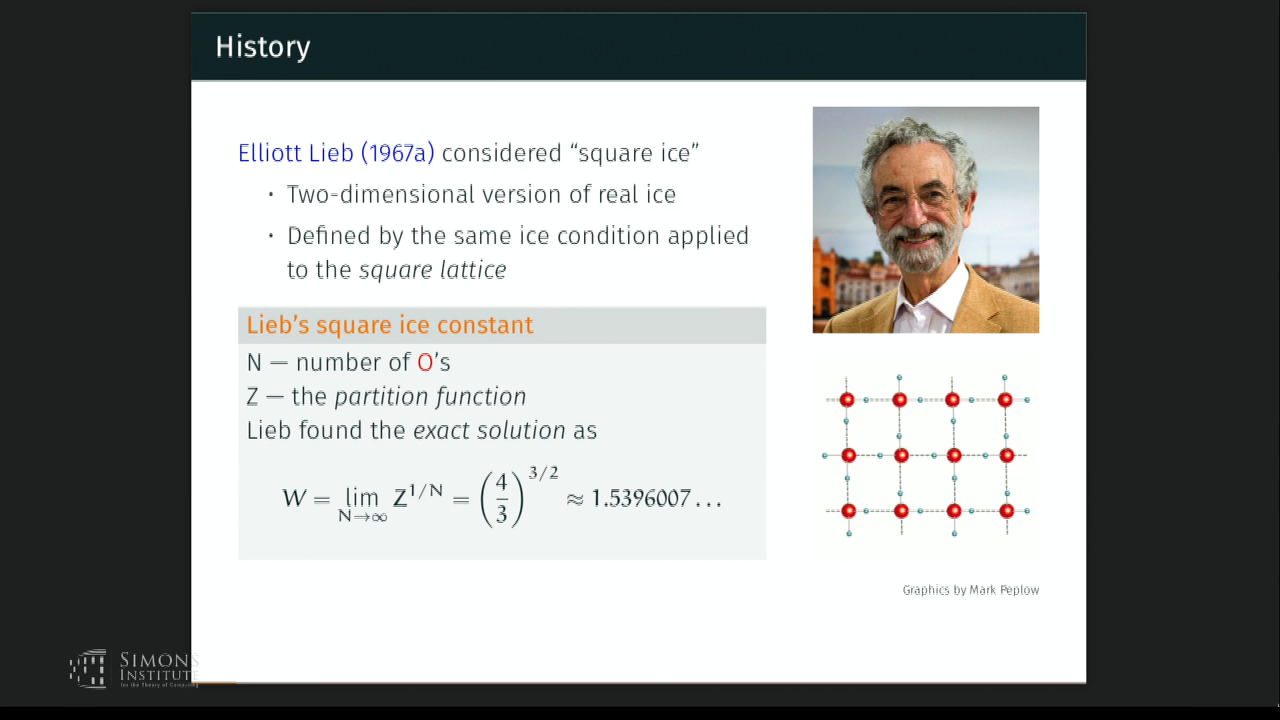 History
Elliott Lieb (1967a) considered “square ice”
• Two-dimensional version of real ice
• Defined by the same ice condition applied
to the square lattice
Lieb’s square ice constant
N — number of O’s
Z — the partition function
Lieb found the exact solution as
W = lim N→∞ Z^{1/N} = (4/3)^{3/2} ≈ 1.5396007...
Graphics by Mark Peplow
SIMONS
INSTITUTE
for the Theory of Computing